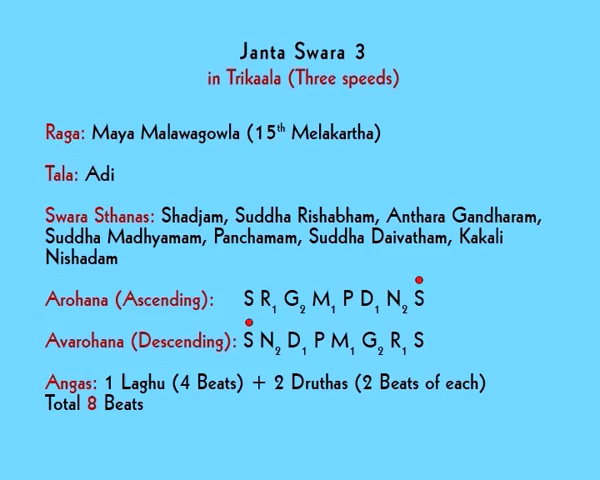 Janta Swara 3
in Trikaala (Three speeds)
Raga: Maya Malawagowla (15th Melakartha)
Tala: Adi
Swara Sthanas: Shadjam, Suddha Rishabham, Anthara Gandharam,
Suddha Madhyamam, Panchamam, Suddha Daivatham, Kakali
Nishadam
Arohana (Ascending): S R₁ G₂ M₁ P D₁ N₂ Ṡ
Avarohana (Descending): Ṡ N₂ D₁ P M₁ G₂ R₁ S
Angas: 1 Laghu (4 Beats) + 2 Druthas (2 Beats of each)
Total 8 Beats